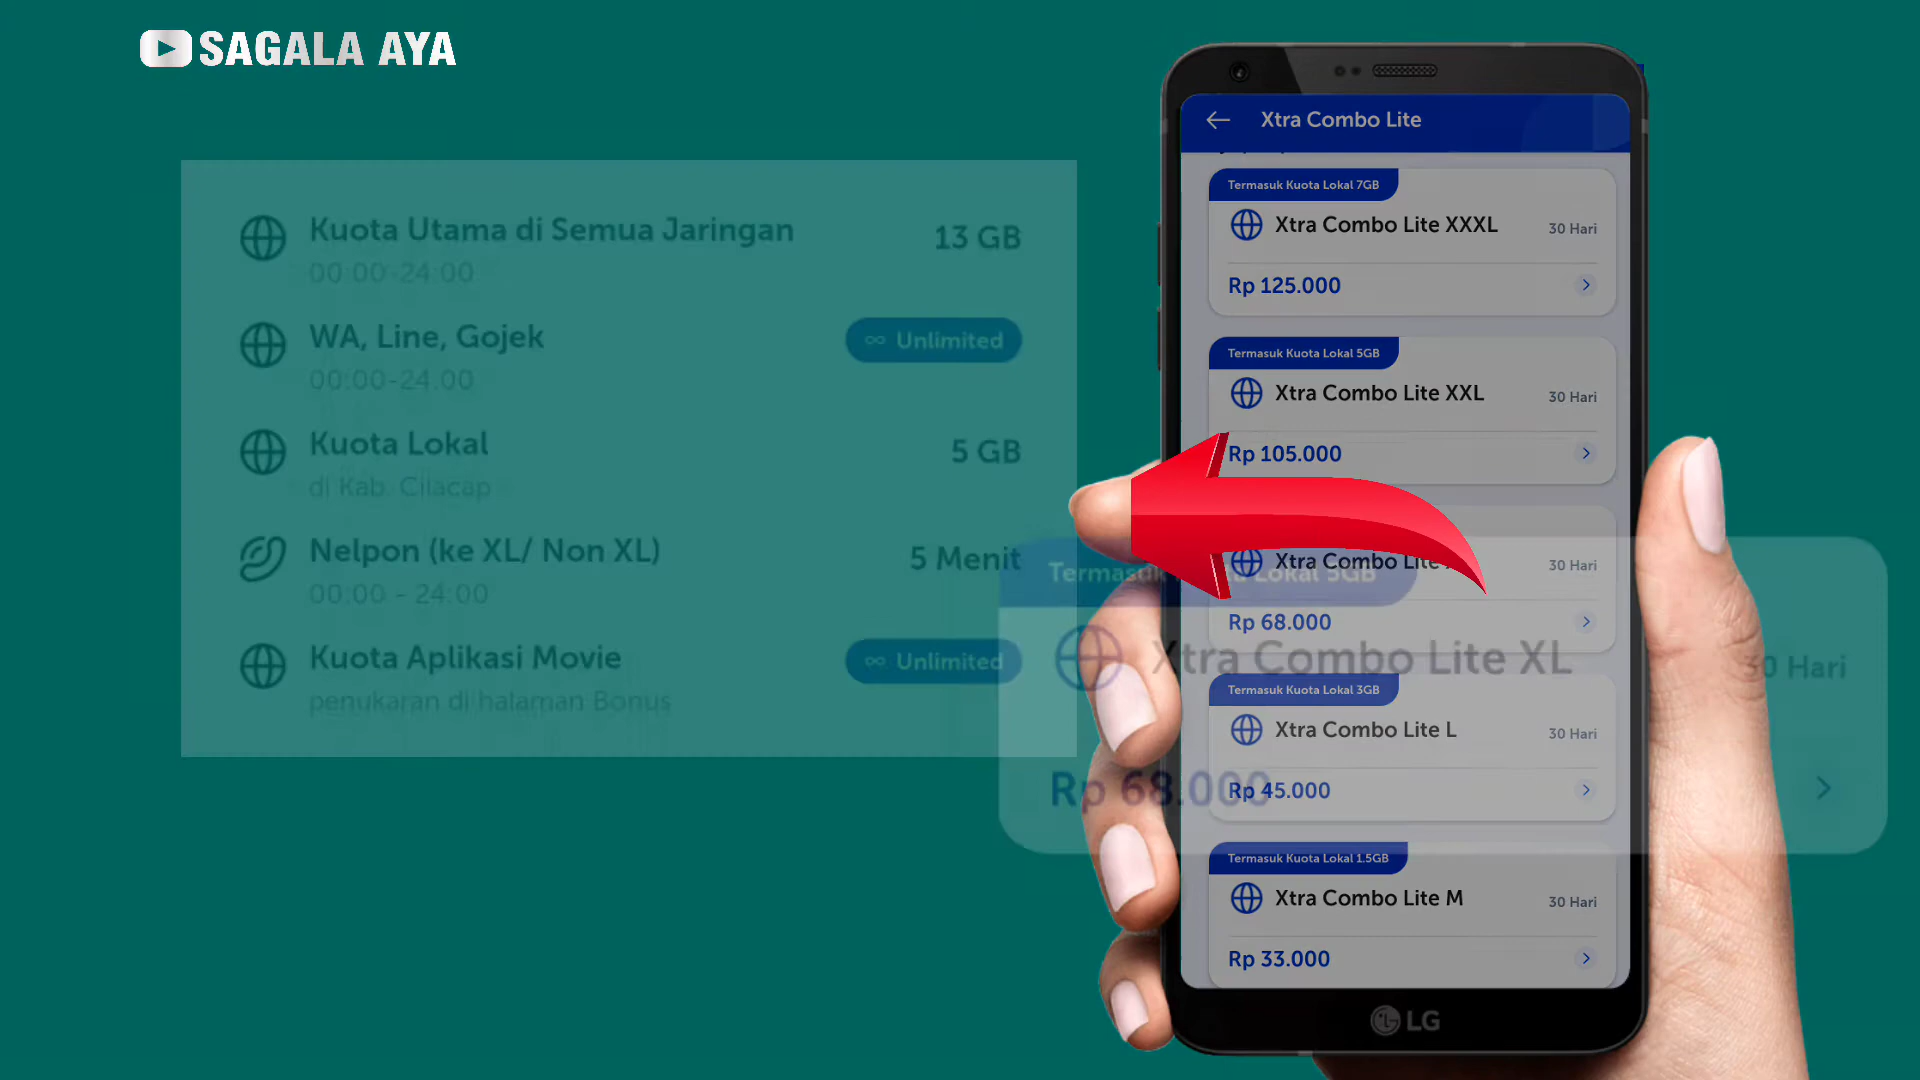 SAGALA AYA
Kuota Utama di Semua Jaringan
13 GB
00:00-24:00
WA, Line, Gojek
Unlimited
00:00-24:00
Kuota Lokal
5 GB
di Kab. Cilacap
Nelpon (ke XL/ Non XL)
5 Menit
00:00 - 24:00
Kuota Aplikasi Movie
Unlimited
penukaran di halaman Bonus
Xtra Combo Lite
Termasuk Kuota Lokal 7GB
Xtra Combo Lite XXXL
30 Hari
Rp 125.000
Termasuk Kuota Lokal 5GB
Xtra Combo Lite XXL
30 Hari
Rp 105.000
Xtra Combo Lite
30 Hari
Rp 68.000
Termasuk Lokal 5GB
Xtra Combo Lite XL
30 Hari
Rp 68.000
Termasuk Kuota Lokal 3GB
Xtra Combo Lite L
30 Hari
Rp 45.000
Termasuk Kuota Lokal 1.5GB
Xtra Combo Lite M
30 Hari
Rp 33.000
LG